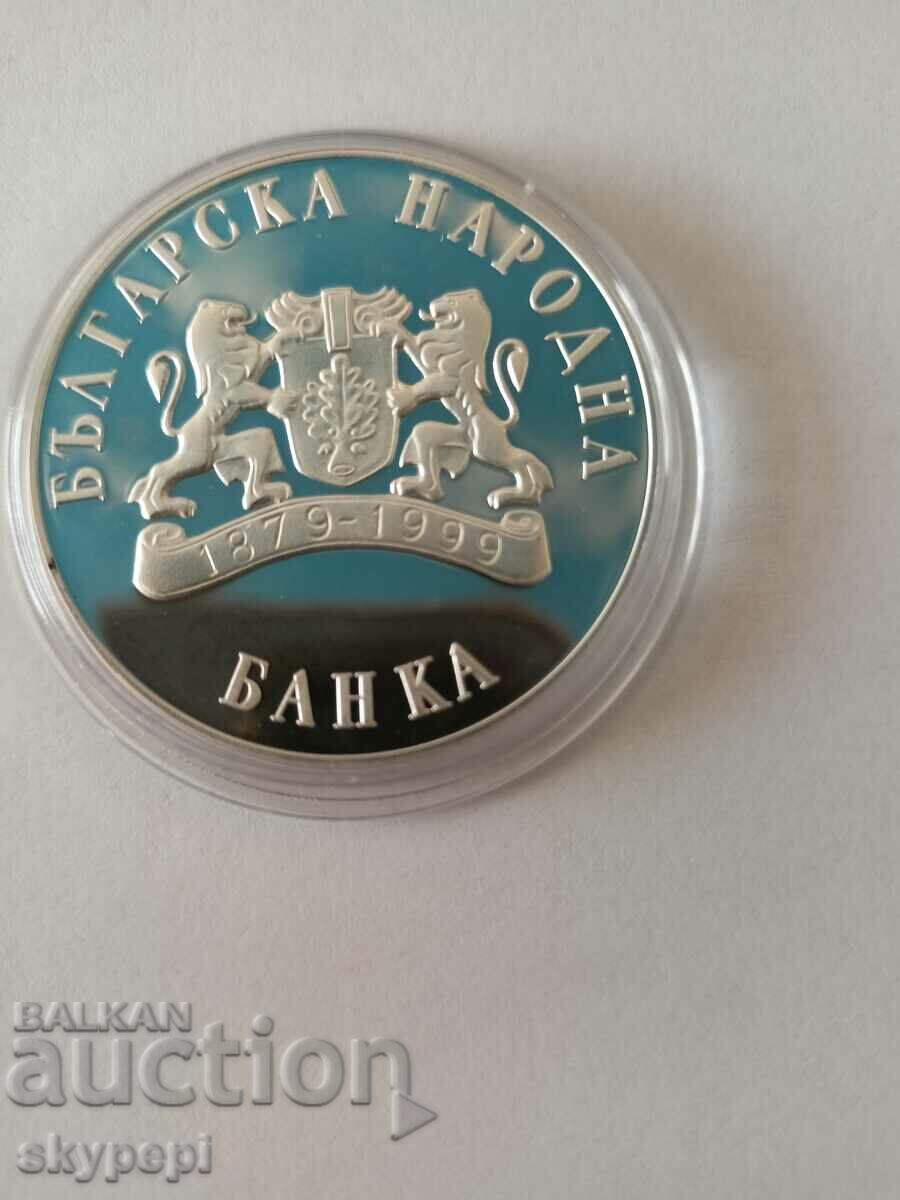 БЪЛГАРСКА НАРОДНА
1879-1999
БАНКА
BALKAN
auction
skypepi